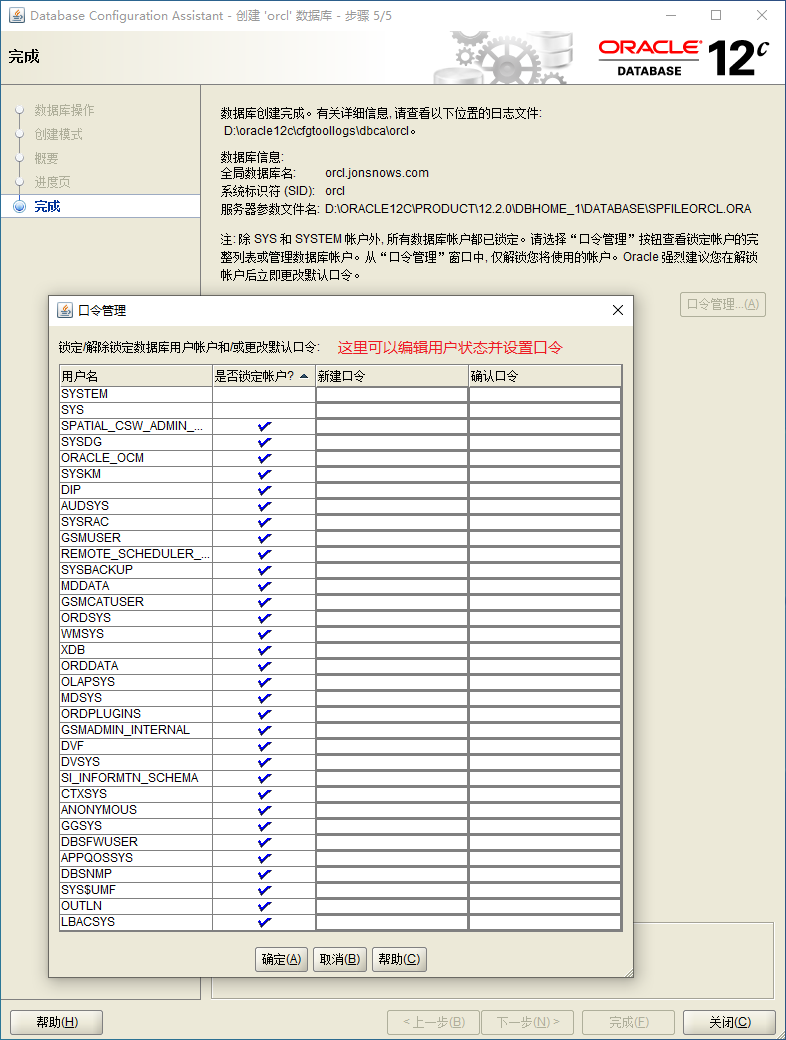 Database Configuration Assistant - 创建 'orcl' 数据库 - 步骤 5/5
完成
ORACLE®
DATABASE
12c
数据库操作
创建模式
概要
进度页
完成
数据库创建完成。有关详细信息, 请查看以下位置的日志文件:
D:\oracle12c\cfgtoollogs\dbca\orcl。
数据库信息:
全局数据库名: orcl.jonsnows.com
系统标识符 (SID): orcl
服务器参数文件名: D:\ORACLE12C\PRODUCT\12.2.0\DBHOME_1\DATABASE\SPFILEORCL.ORA
注: 除 SYS 和 SYSTEM 帐户外, 所有数据库帐户都已锁定。请选择“口令管理”按钮查看锁定帐户的完
整列表或管理数据库帐户。从“口令管理”窗口中, 仅解锁您将使用的帐户。Oracle 强烈建议您在解锁
帐户后立即更改默认口令。
口令管理...(A)
口令管理
锁定/解除锁定数据库用户帐户和/或更改默认口令: 这里可以编辑用户状态并设置口令
用户名 是否锁定帐户? 新建口令 确认口令
SYSTEM
SYS
SPATIAL_CSW_ADMIN_...
SYSDG
ORACLE_OCM
SYSKM
DIP
AUDSYS
SYSRAC
GSMUSER
REMOTE_SCHEDULER_...
SYSBACKUP
MDDATA
GSMCATUSER
ORDSYS
WMSYS
XDB
ORDDATA
OLAPSYS
MDSYS
ORDPLUGINS
GSMADMIN_INTERNAL
DVF
DVSYS
SI_INFORMTN_SCHEMA
CTXSYS
ANONYMOUS
GGSYS
DBSFWUSER
APPQOSSYS
DBSNMP
SYS$UMF
OUTLN
LBACSYS
确定(A) 取消(B) 帮助(C)
帮助(H) < 上一步(B) 下一步(N) > 完成(F) 关闭(C)